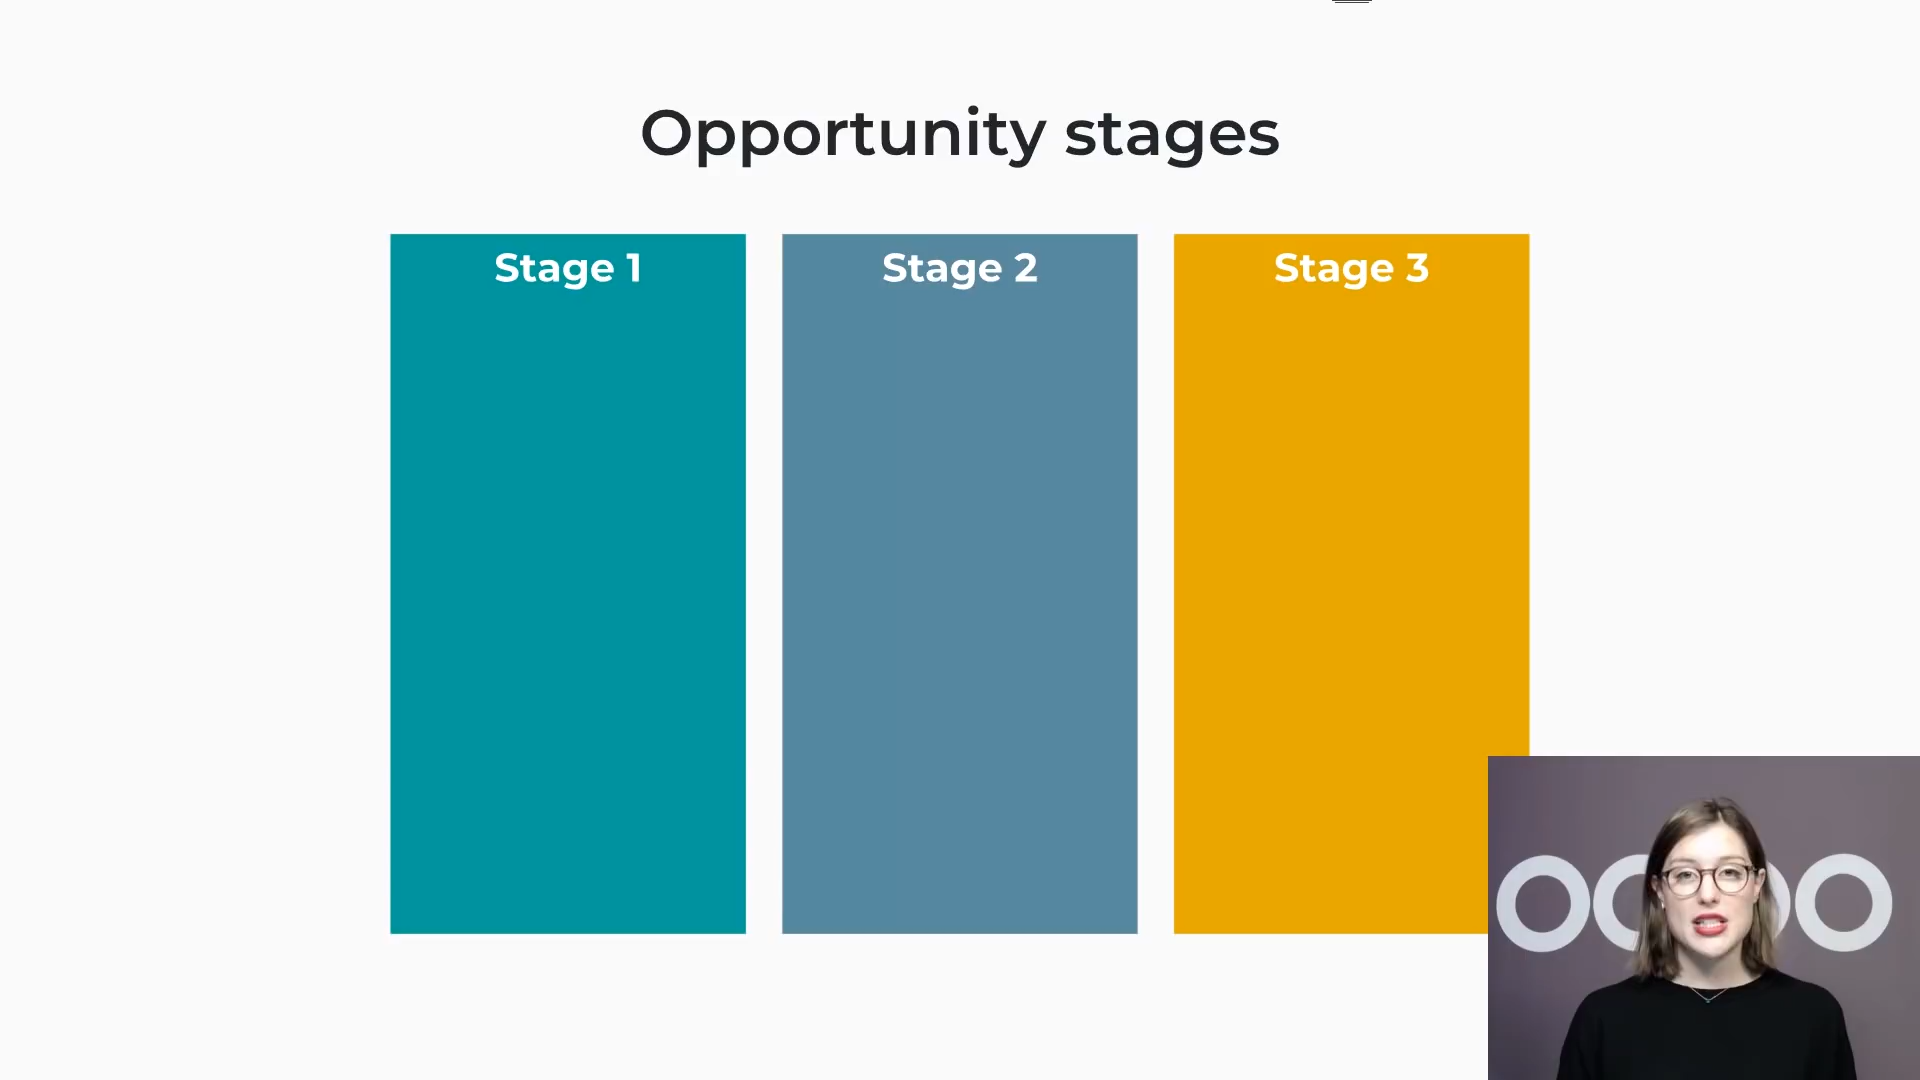 Opportunity stages
Stage 1
Stage 2
Stage 3